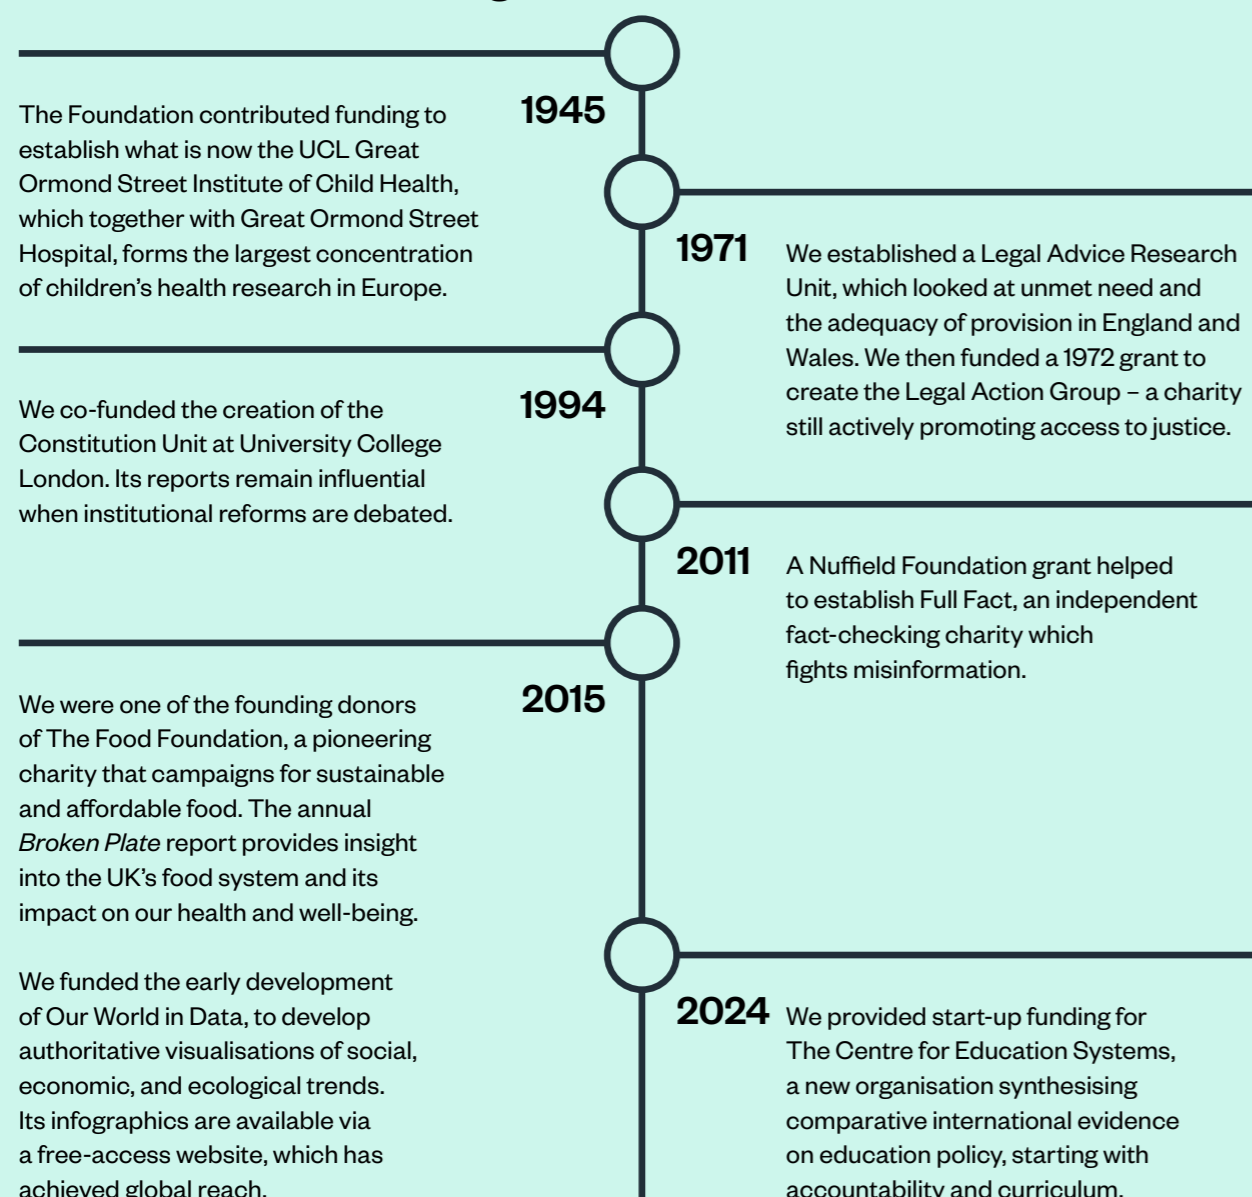 1945
The Foundation contributed funding to
establish what is now the UCL Great
Ormond Street Institute of Child Health,
which together with Great Ormond Street
Hospital, forms the largest concentration
of children’s health research in Europe.
1971
We established a Legal Advice Research
Unit, which looked at unmet need and
the adequacy of provision in England and
Wales. We then funded a 1972 grant to
create the Legal Action Group – a charity
still actively promoting access to justice.
1994
We co-funded the creation of the
Constitution Unit at University College
London. Its reports remain influential
when institutional reforms are debated.
2011
A Nuffield Foundation grant helped
to establish Full Fact, an independent
fact-checking charity which
fights misinformation.
2015
We were one of the founding donors
of The Food Foundation, a pioneering
charity that campaigns for sustainable
and affordable food. The annual
Broken Plate report provides insight
into the UK’s food system and its
impact on our health and well-being.
We funded the early development
of Our World in Data, to develop
authoritative visualisations of social,
economic, and ecological trends.
Its infographics are available via
a free-access website, which has
achieved global reach.
2024
We provided start-up funding for
The Centre for Education Systems,
a new organisation synthesising
comparative international evidence
on education policy, starting with
accountability and curriculum.